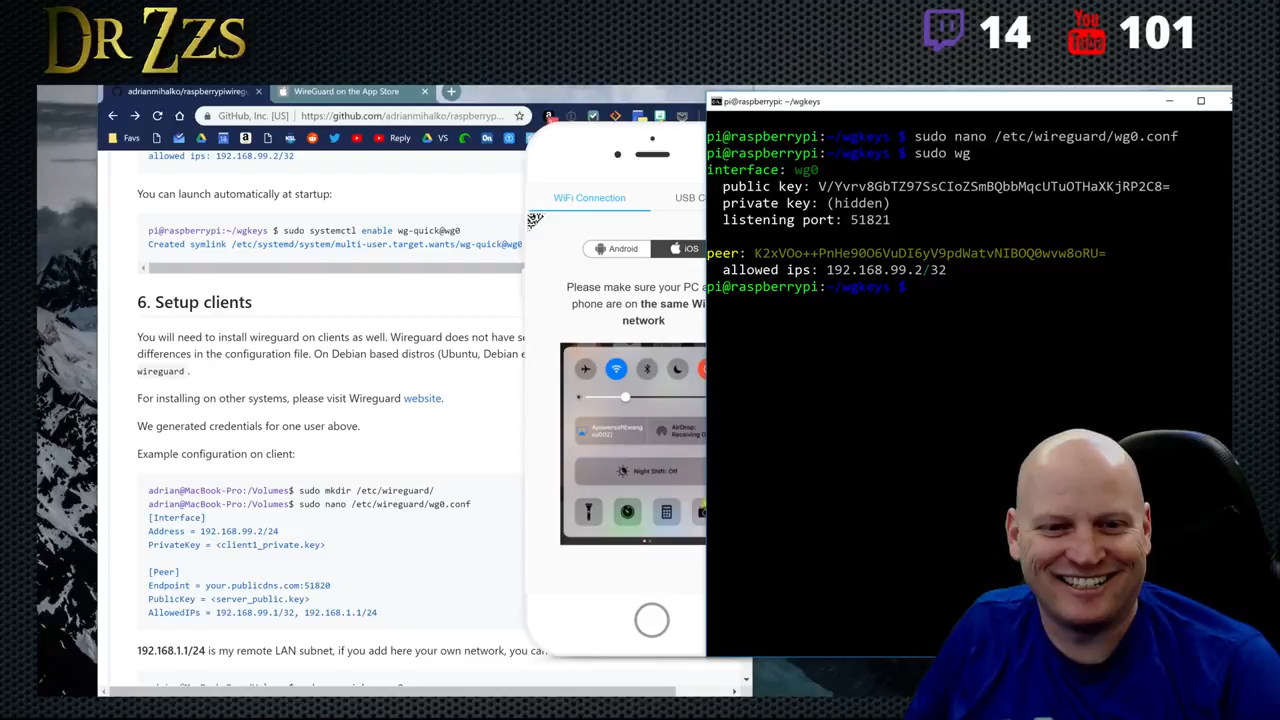 DR ZZS
14
You Tube
101
adrianmihalko/raspberrypiwiregu
WireGuard on the App Store
GitHub, Inc. [US]
https://github.com/adrianmihalko/raspberryp...
Favs
Reply
VS
allowed ips: 192.168.99.2/32
You can launch automatically at startup:
pi@raspberrypi:~/wgkeys $ sudo systemctl enable wg-quick@wg0
Created symlink /etc/systemd/system/multi-user.target.wants/wg-quick@wg0
6. Setup clients
You will need to install wireguard on clients as well. Wireguard does not have se
differences in the configuration file. On Debian based distros (Ubuntu, Debian e
wireguard .
For installing on other systems, please visit Wireguard website.
We generated credentials for one user above.
Example configuration on client:
adrian@MacBook-Pro:/Volumes$ sudo mkdir /etc/wireguard/
adrian@MacBook-Pro:/Volumes$ sudo nano /etc/wireguard/wg0.conf
[Interface]
Address = 192.168.99.2/24
PrivateKey = <client1_private.key>
[Peer]
Endpoint = your.publicdns.com:51820
PublicKey = <server_public.key>
AllowedIPs = 192.168.99.1/32, 192.168.1.1/24
192.168.1.1/24 is my remote LAN subnet, if you add here your own network, you can
WiFi Connection
USB C
Android
iOS
Please make sure your PC a
phone are on the same Wi
network
Apowersoft(wang
xu002)
AirDrop:
Receiving O
Night Shift: Off
pi@raspberrypi: ~/wgkeys
pi@raspberrypi:~/wgkeys $ sudo nano /etc/wireguard/wg0.conf
pi@raspberrypi:~/wgkeys $ sudo wg
interface: wg0
public key: V/Yvrv8GbTZ97SsCIoZSmBQbbMqcUTuOTHaXKjRP2C8=
private key: (hidden)
listening port: 51821
peer: K2xVOo++PnHe90O6VuDI6yV9pdWatvNIBOQ0wvw8oRU=
allowed ips: 192.168.99.2/32
pi@raspberrypi:~/wgkeys $